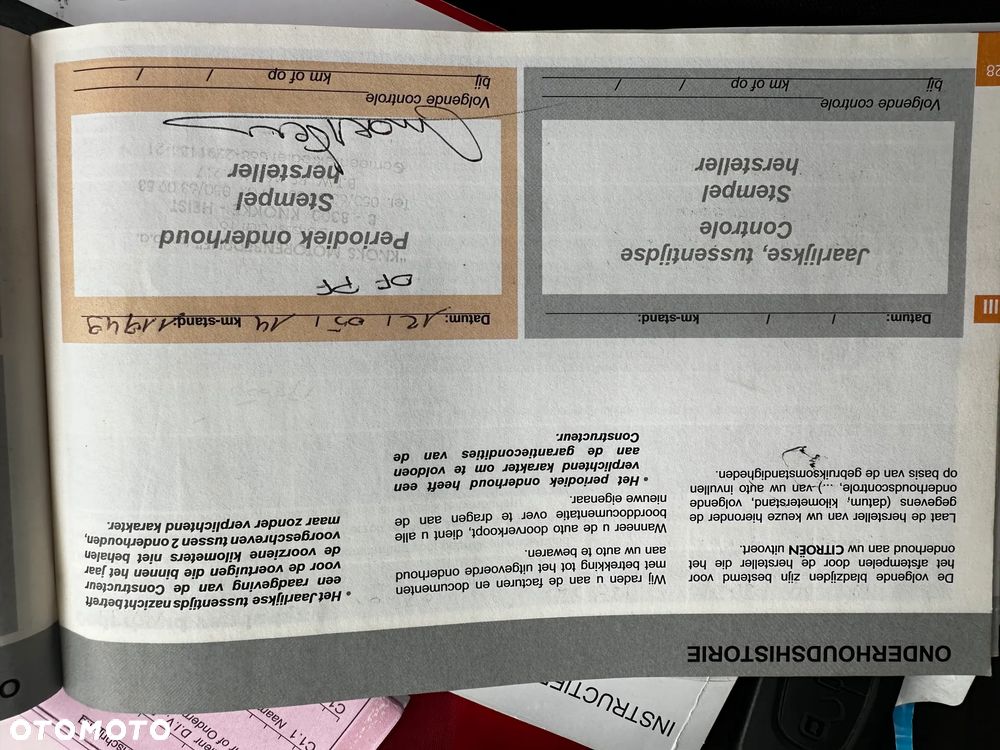 ONDERHOUDSHISTORIE
De volgende bladzijden zijn bestemd voor
het afstempelen door de hersteller die het
onderhoud aan uw CITROËN uitvoert.
Laat de hersteller van uw keuze hieronder de
gegevens (datum, kilometerstand, volgende
onderhoudscontrole, ...) van uw auto invullen
op basis van de gebruiksomstandigheden.
Wij raden u aan de facturen en documenten
met betrekking tot het uitgevoerde onderhoud
aan uw auto te bewaren.
Wanneer u de auto doorverkoopt, dient u alle
boorddocumentatie over te dragen aan de
nieuwe eigenaar.
• Het periodiek onderhoud heeft een
verplichtend karakter om te voldoen
aan de garantiecondities van de
Constructeur.
• Het Jaarlijkse tussentijds nazicht betreft
een raadgeving van de Constructeur
voor de voertuigen die binnen het jaar
de voorziene kilometers niet behalen
voorgeschreven tussen 2 onderhouden,
maar zonder verplichtend karakter.
Datum: / / km-stand:
Jaarlijkse, tussentijdse
Controle
Stempel
hersteller
Volgende controle
bij km of op / /
Datum: 12 / 05 / 14 km-stand: 11943
DF PF
Periodiek onderhoud
Stempel
hersteller
Volgende controle
bij km of op / /
III
28
INSTRUCTIE
C1.1
Naam
O
OTOMOTO